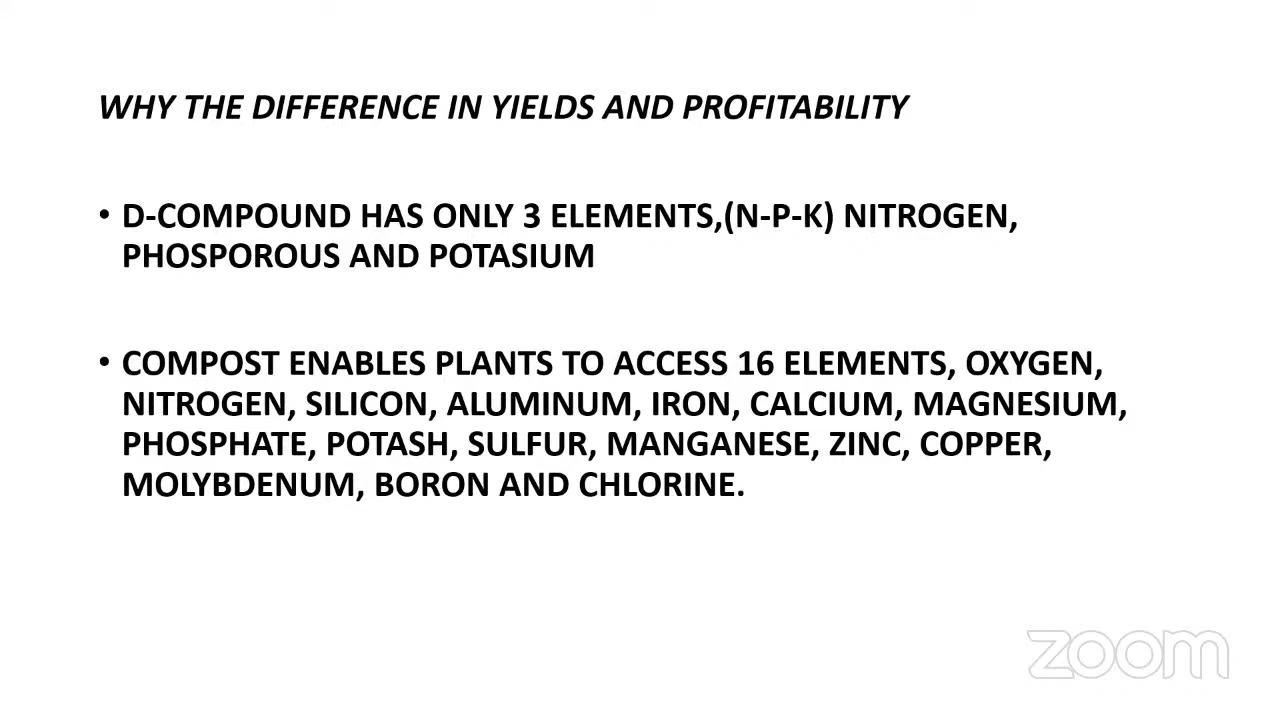 WHY THE DIFFERENCE IN YIELDS AND PROFITABILITY
• D-COMPOUND HAS ONLY 3 ELEMENTS,(N-P-K) NITROGEN,
PHOSPOROUS AND POTASIUM
• COMPOST ENABLES PLANTS TO ACCESS 16 ELEMENTS, OXYGEN,
NITROGEN, SILICON, ALUMINUM, IRON, CALCIUM, MAGNESIUM,
PHOSPHATE, POTASH, SULFUR, MANGANESE, ZINC, COPPER,
MOLYBDENUM, BORON AND CHLORINE.
zoom